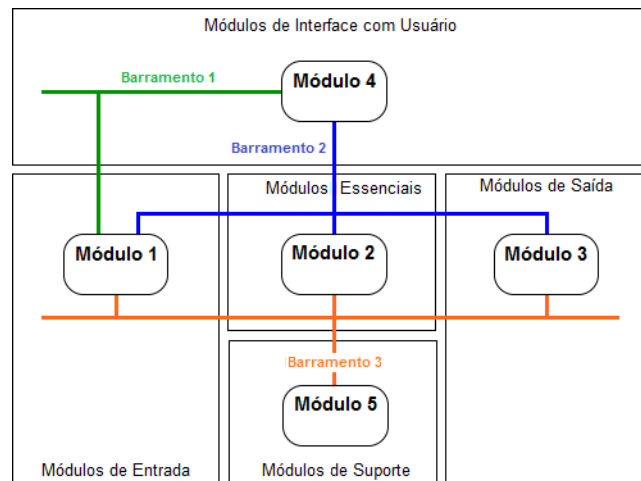 Módulos de Interface com Usuário
Barramento 1
Módulo 4
Barramento 2
Módulos Essenciais
Módulos de Saída
Módulo 1
Módulo 2
Módulo 3
Barramento 3
Módulo 5
Módulos de Entrada
Módulos de Suporte